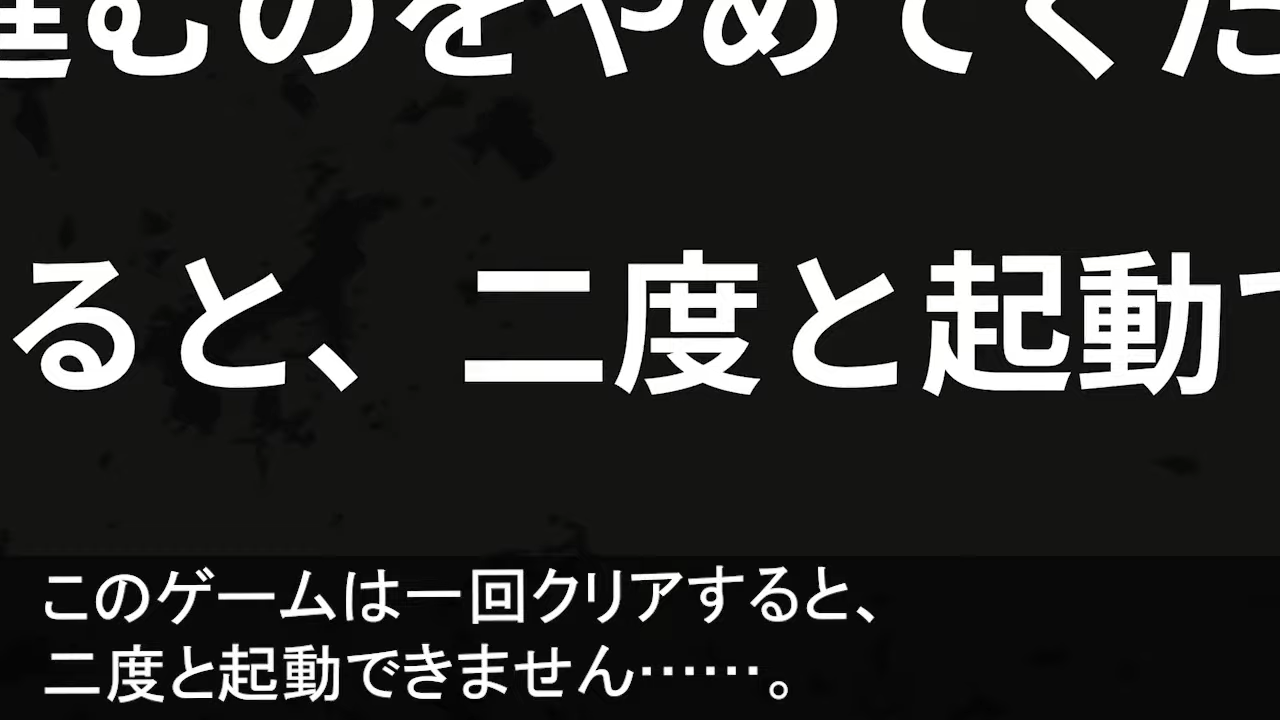 進むのをやめてくだ
ると、二度と起動で
このゲームは一回クリアすると、
二度と起動できません……。